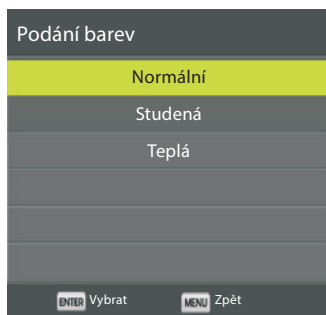 Podání barev
Normální
Studená
Teplá
ENTER Vybrat MENU Zpět